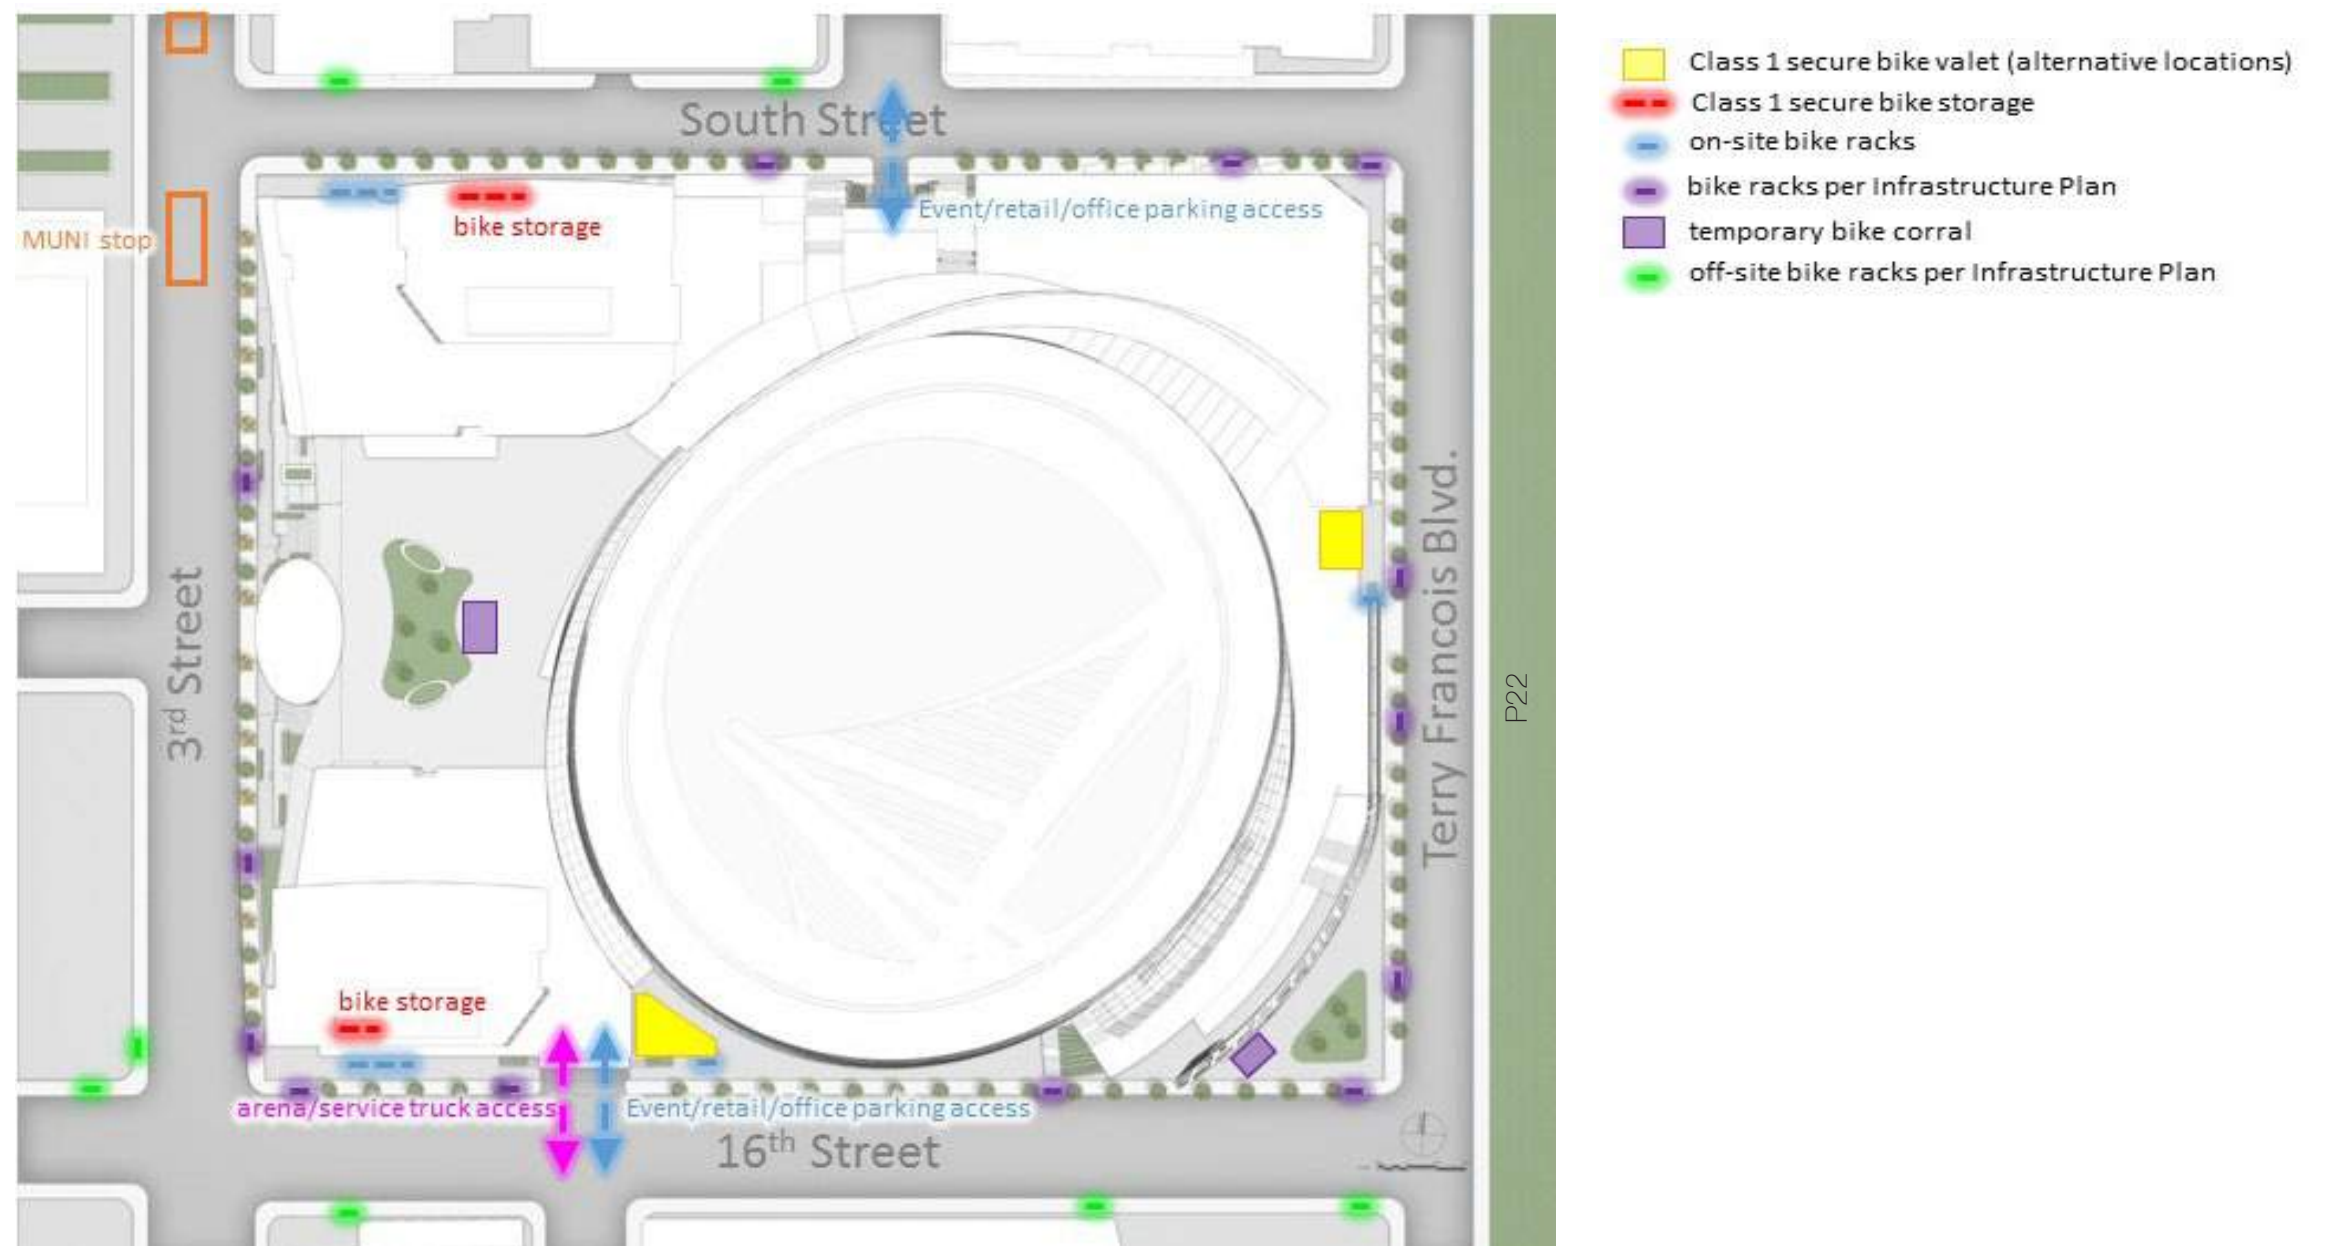 Class 1 secure bike valet (alternative locations)
Class 1 secure bike storage
on-site bike racks
bike racks per Infrastructure Plan
temporary bike corral
off-site bike racks per Infrastructure Plan
South Street
Event/retail/office parking access
bike storage
MUNI stop
3rd Street
Terry Francois Blvd.
P22
bike storage
arena/service truck access
Event/retail/office parking access
16th Street